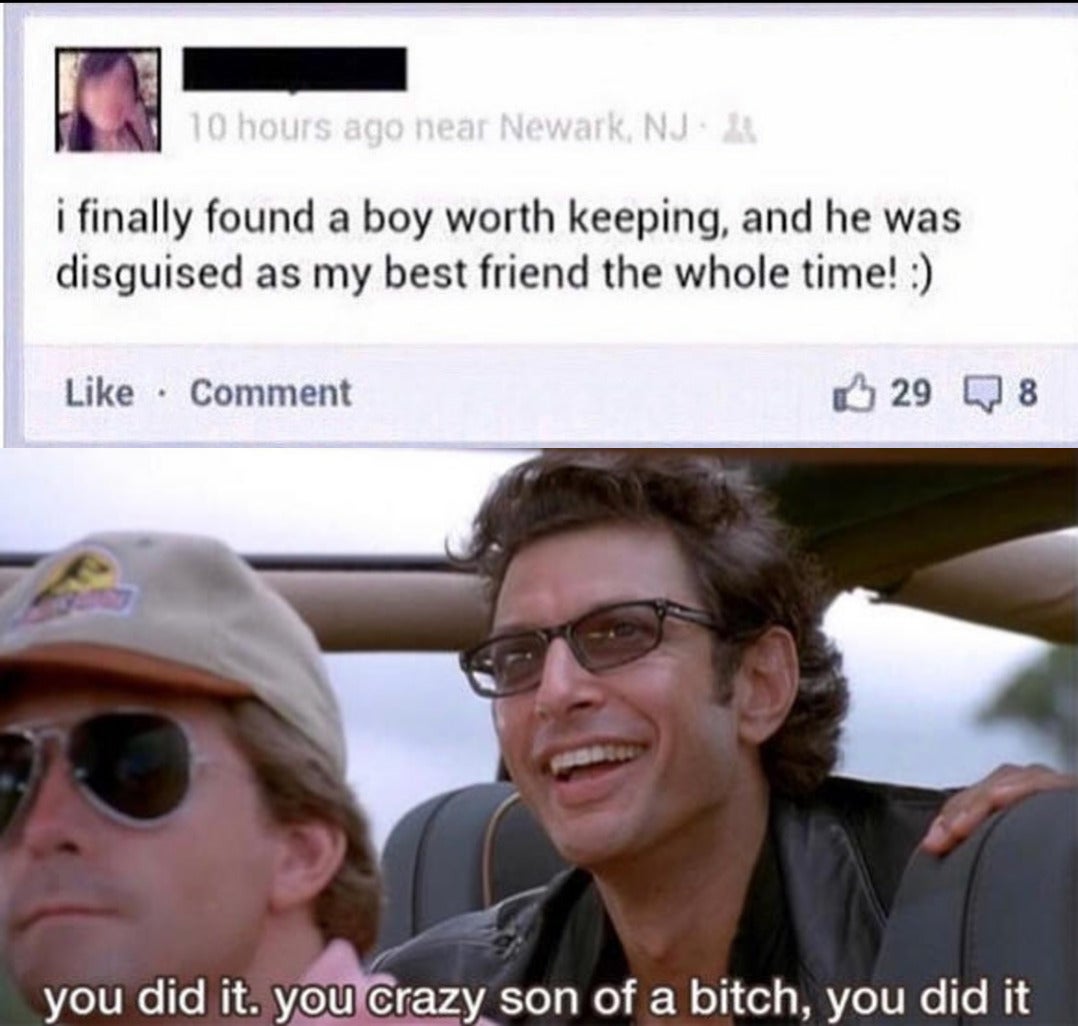 10 hours ago near Newark, NJ ·
i finally found a boy worth keeping, and he was
disguised as my best friend the whole time! :)
Like · Comment
29
8
you did it. you crazy son of a bitch, you did it